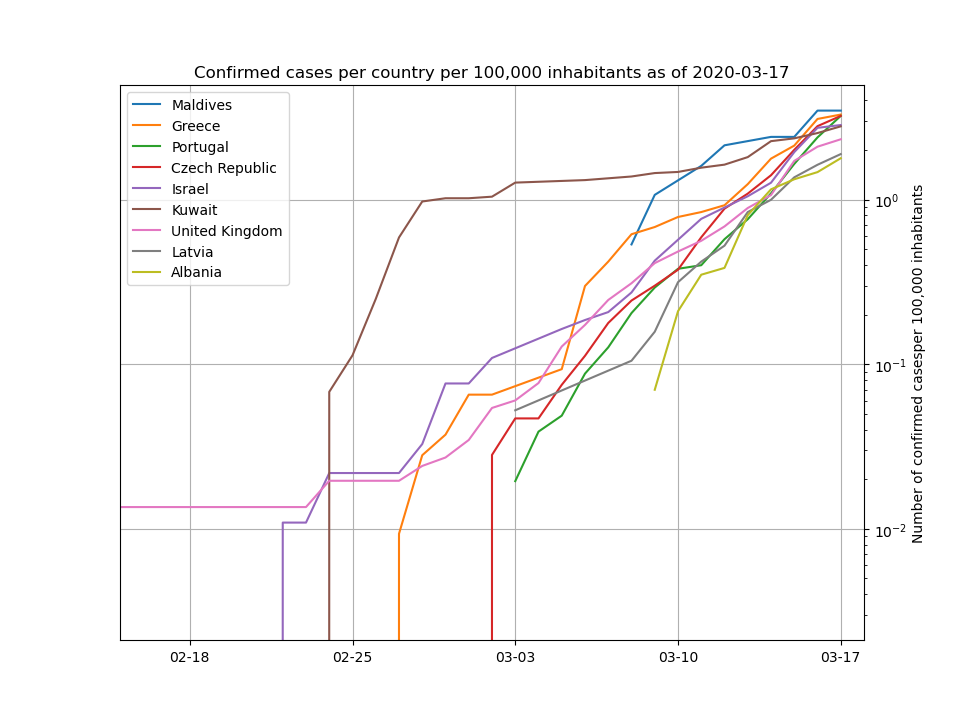 Confirmed cases per country per 100,000 inhabitants as of 2020-03-17
Maldives
Greece
Portugal
Czech Republic
Israel
Kuwait
United Kingdom
Latvia
Albania
10⁰
10⁻¹
10⁻²
Number of confirmed casesper 100,000 inhabitants
02-18
02-25
03-03
03-10
03-17